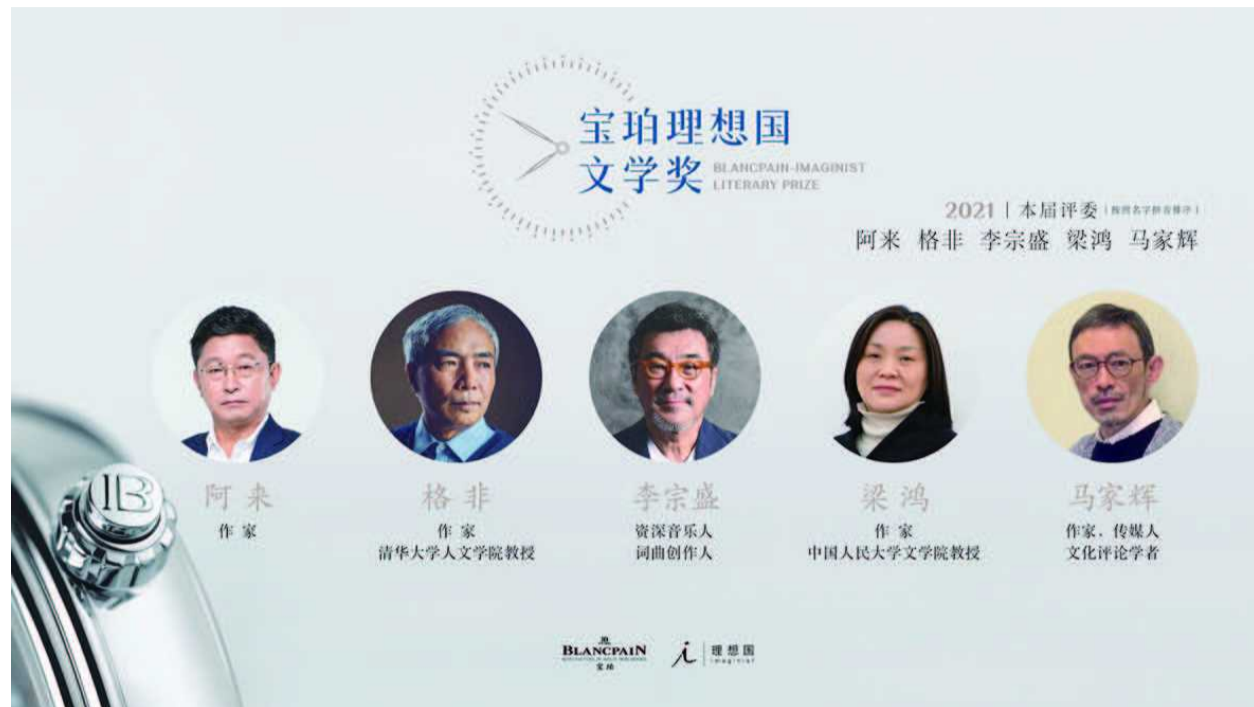 宝珀理想国
文学奖
BLANCPAIN-IMAGINIST
LITERARY PRIZE
2021 | 本届评委
阿来 格非 李宗盛 梁鸿 马家辉
B
阿来
作家
格非
作家
清华大学人文学院教授
李宗盛
资深音乐人
词曲创作人
梁鸿
作家
中国人民大学文学院教授
马家辉
作家、传媒人
文化评论学者
BLANCPAIN
宝珀
理想国
imaginist